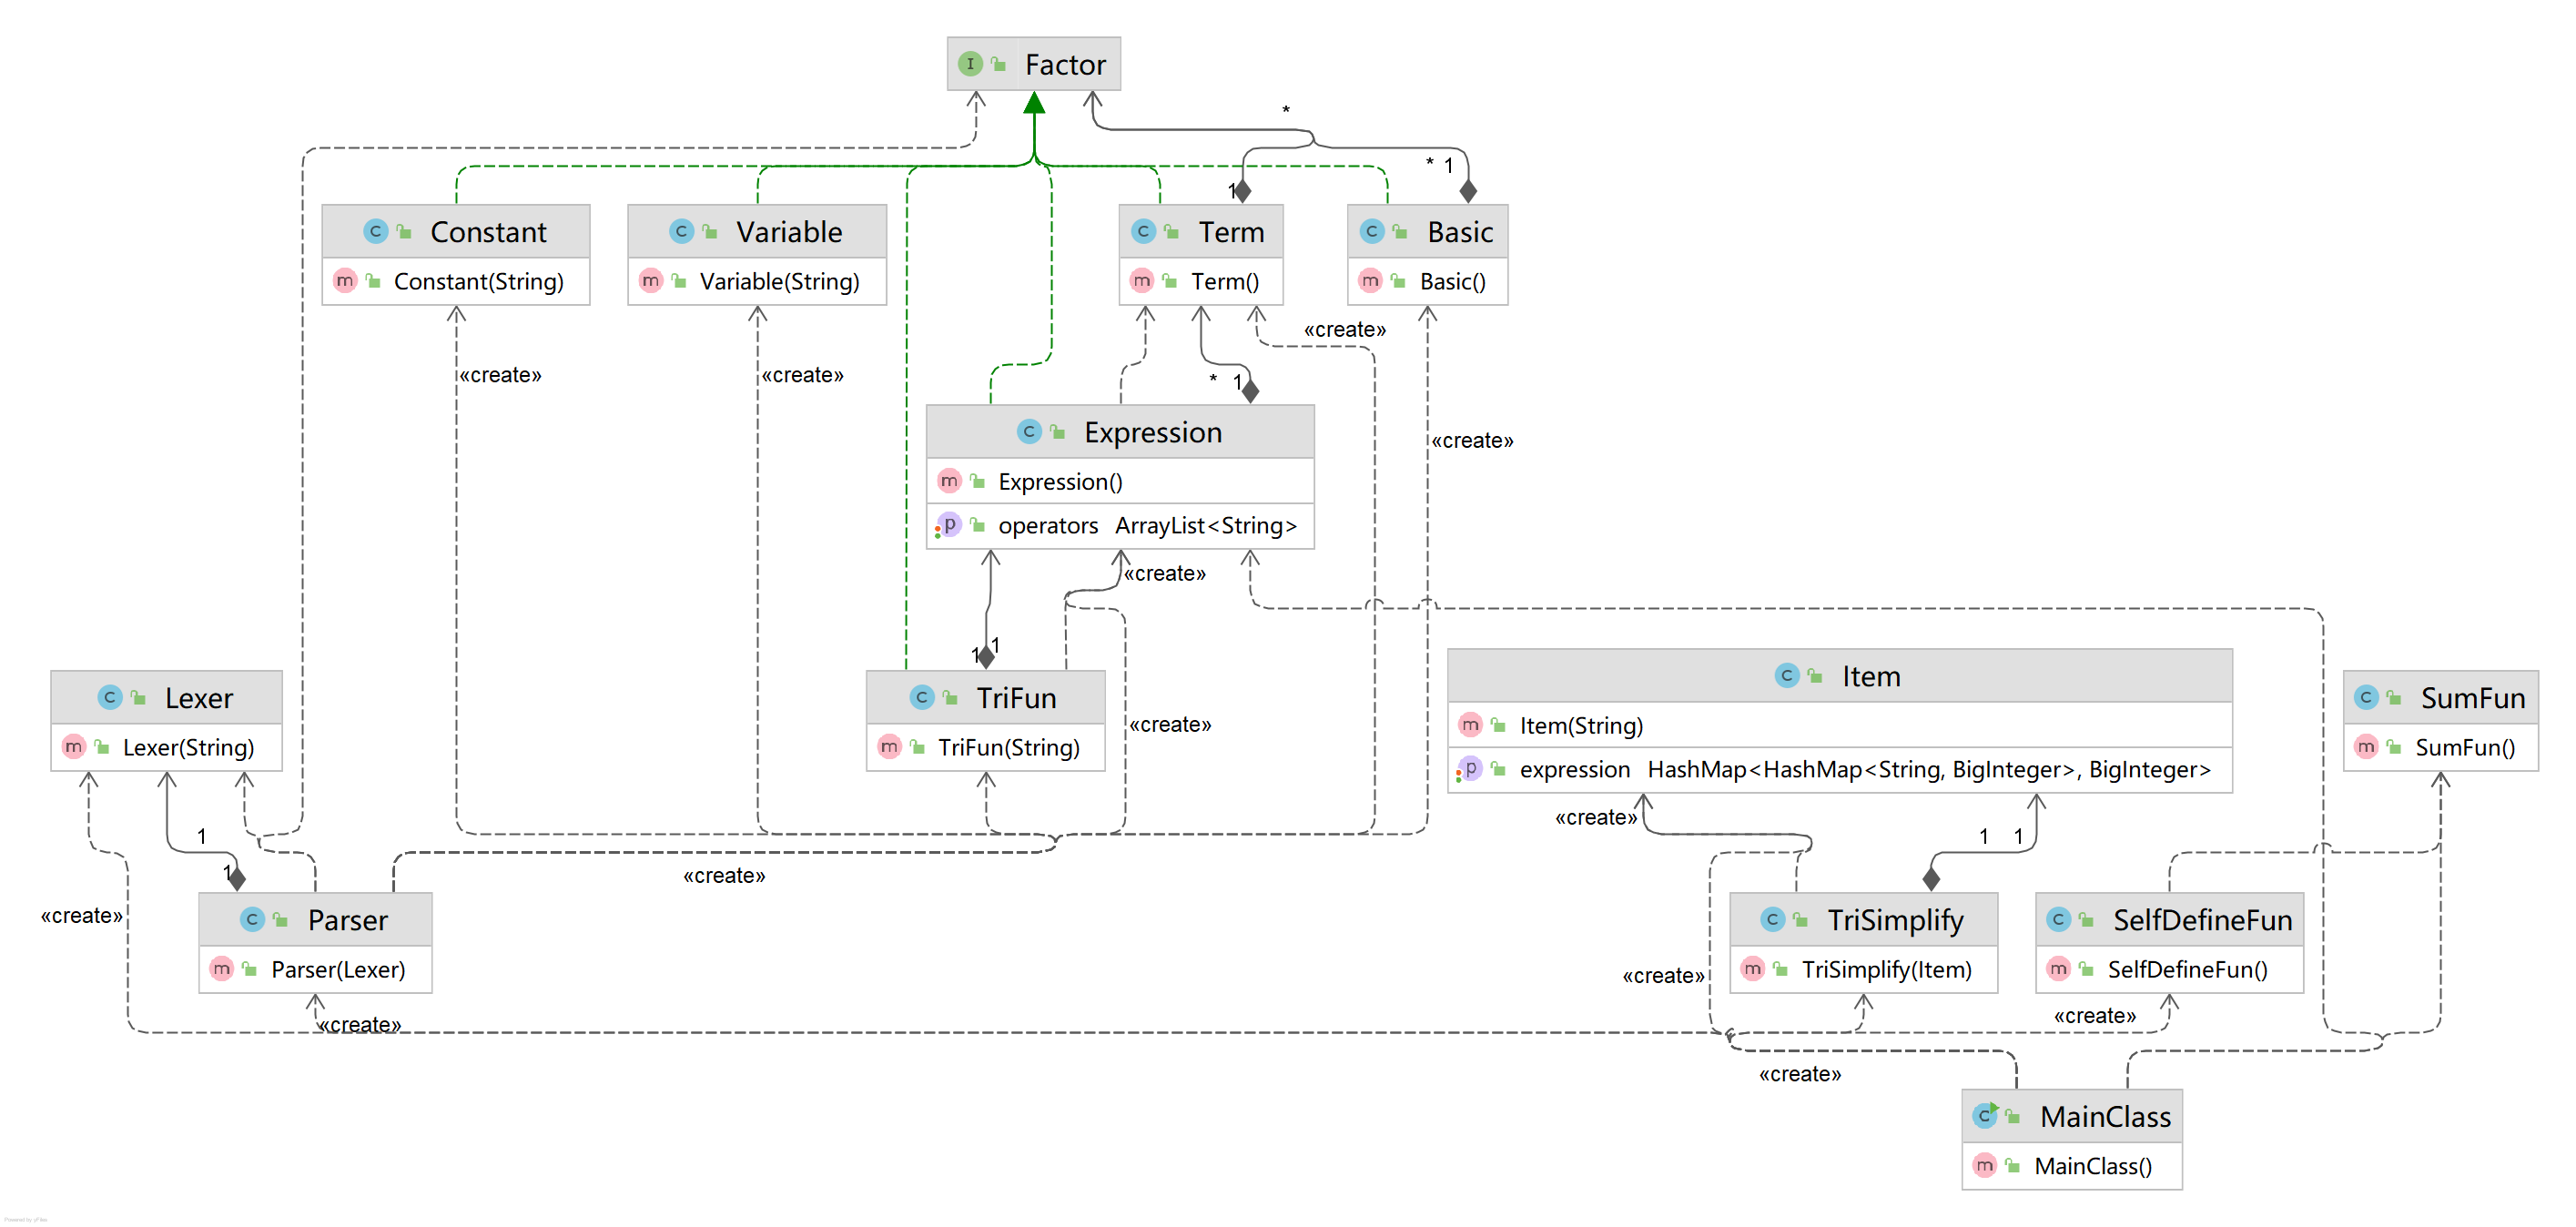 I Factor
*
* 1
1
C Constant
m Constant(String)
C Variable
m Variable(String)
C Term
m Term()
C Basic
m Basic()
«create»
«create»
«create»
* 1
«create»
C Expression
m Expression()
p operators ArrayList<String>
«create»
1 1
C Lexer
m Lexer(String)
C TriFun
m TriFun(String)
«create»
C Item
m Item(String)
p expression HashMap<HashMap<String, BigInteger>, BigInteger>
C SumFun
m SumFun()
«create»
1
1 1
1
«create»
«create»
C Parser
m Parser(Lexer)
C TriSimplify
m TriSimplify(Item)
C SelfDefineFun
m SelfDefineFun()
«create»
«create»
«create»
«create»
C MainClass
m MainClass()
Powered by yFiles